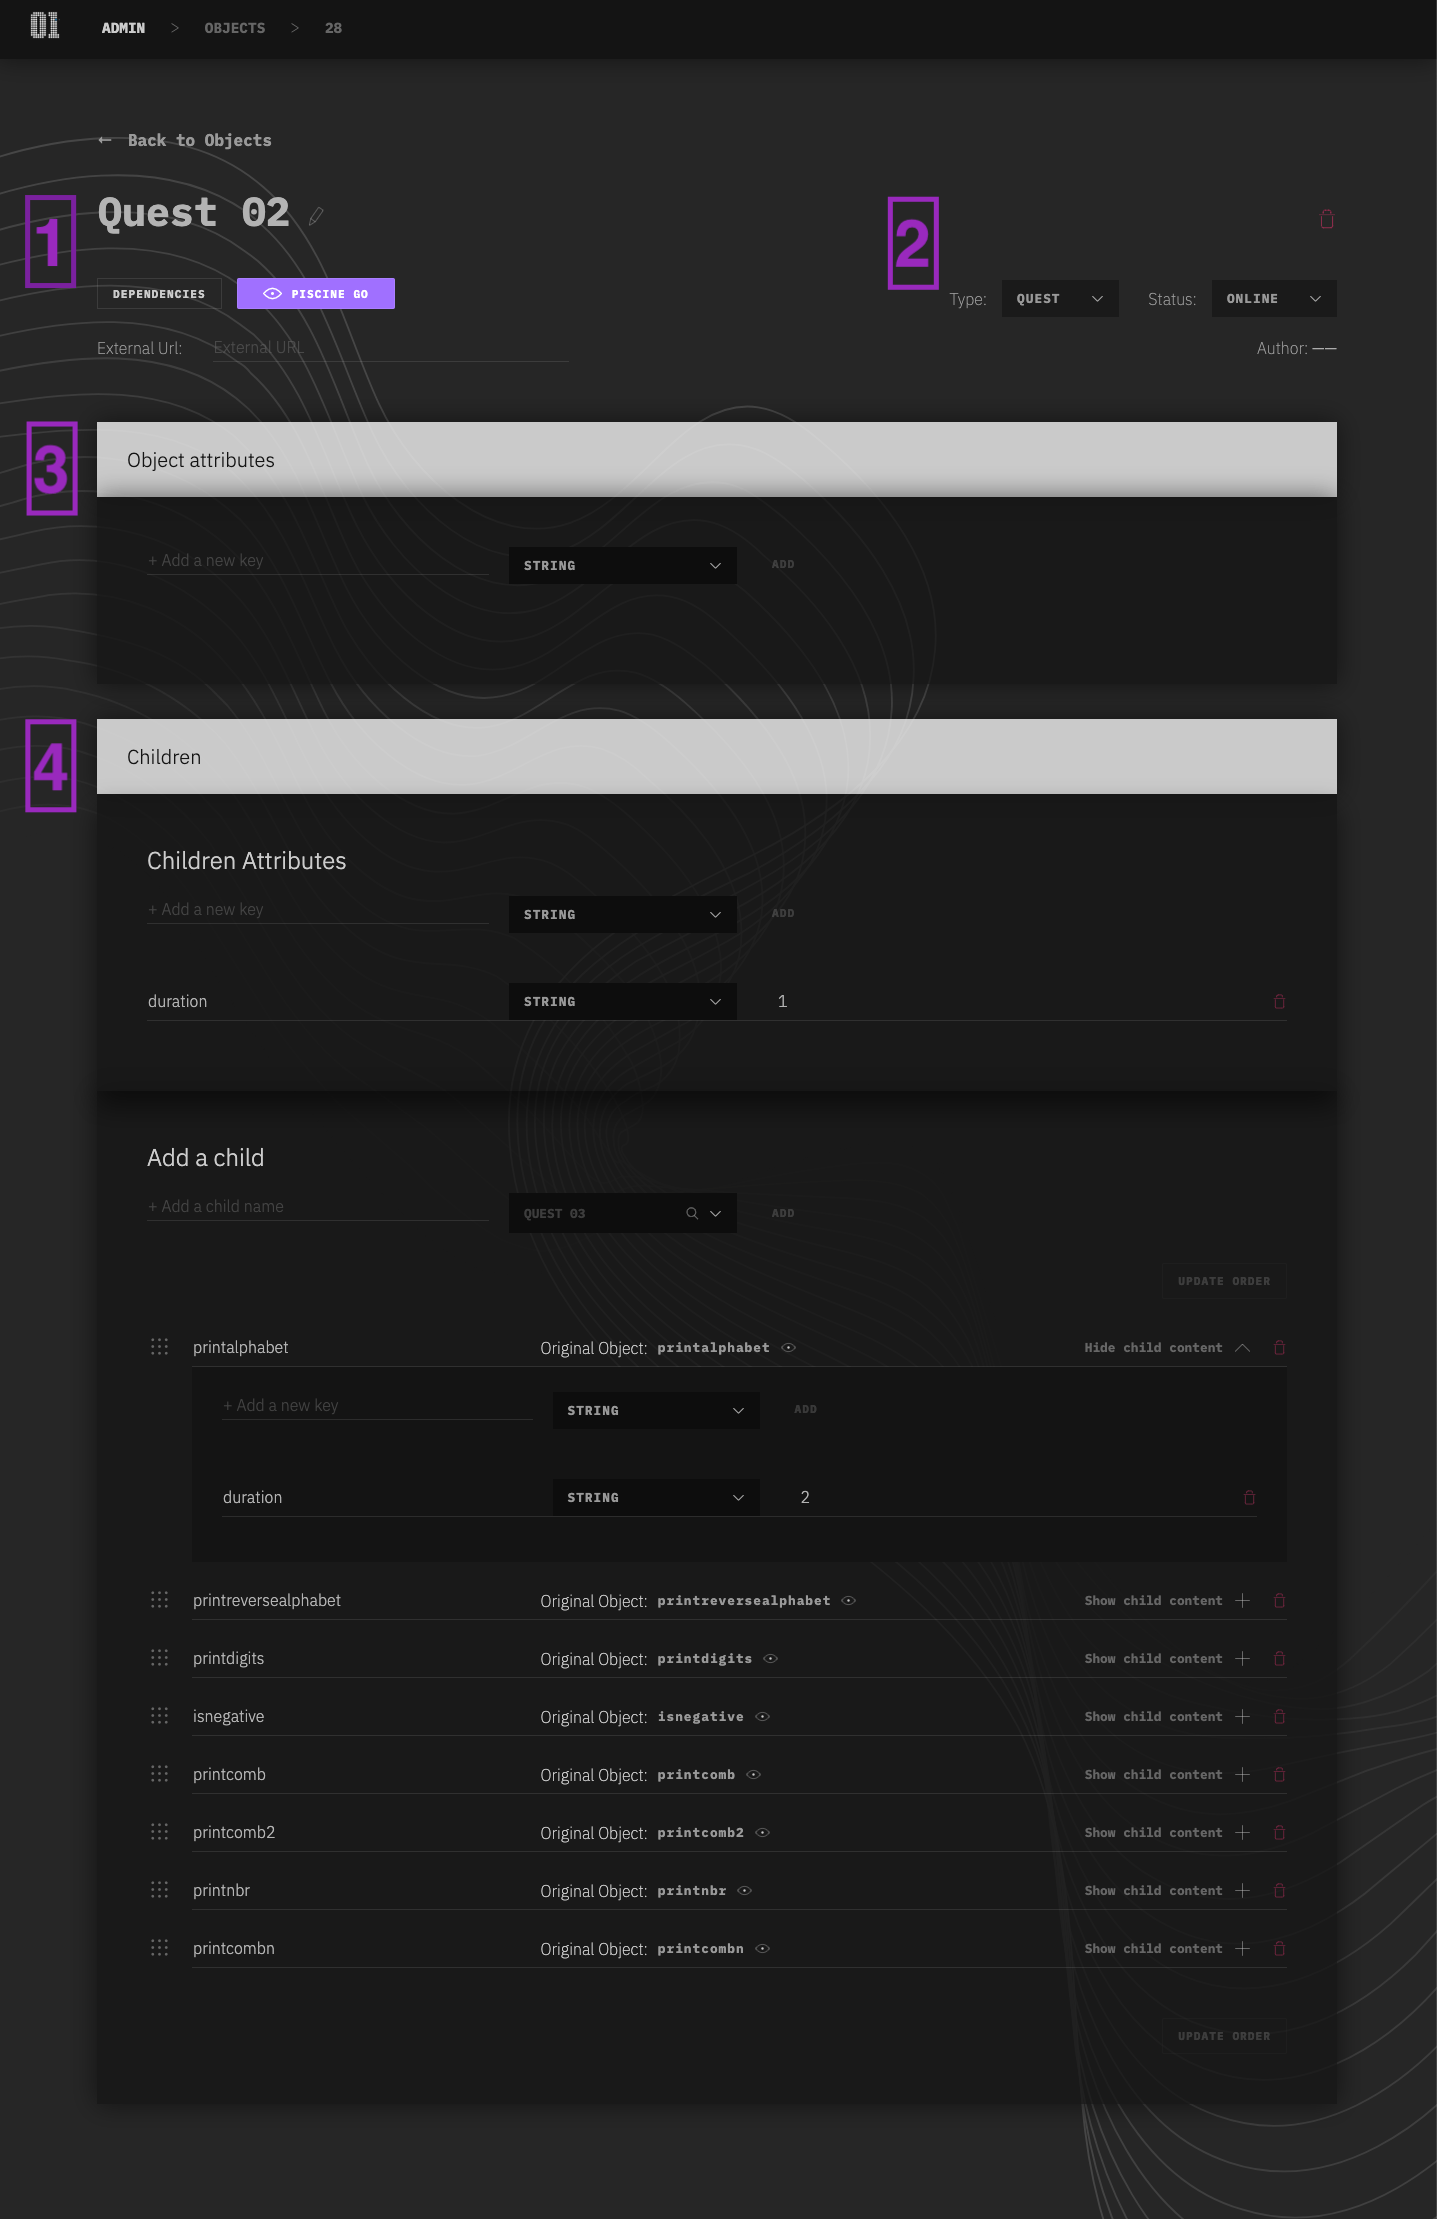 01 ADMIN > OBJECTS > 28
← Back to Objects
1 Quest 02
2
DEPENDENCIES PISCINE GO
Type: QUEST Status: ONLINE
External Url: External URL
Author: ——
3 Object attributes
+ Add a new key STRING ADD
4 Children
Children Attributes
+ Add a new key STRING ADD
duration STRING 1
Add a child
+ Add a child name QUEST 03 ADD
UPDATE ORDER
printalphabet Original Object: printalphabet Hide child content
+ Add a new key STRING ADD
duration STRING 2
printreversealphabet Original Object: printreversealphabet Show child content
printdigits Original Object: printdigits Show child content
isnegative Original Object: isnegative Show child content
printcomb Original Object: printcomb Show child content
printcomb2 Original Object: printcomb2 Show child content
printnbr Original Object: printnbr Show child content
printcombn Original Object: printcombn Show child content
UPDATE ORDER